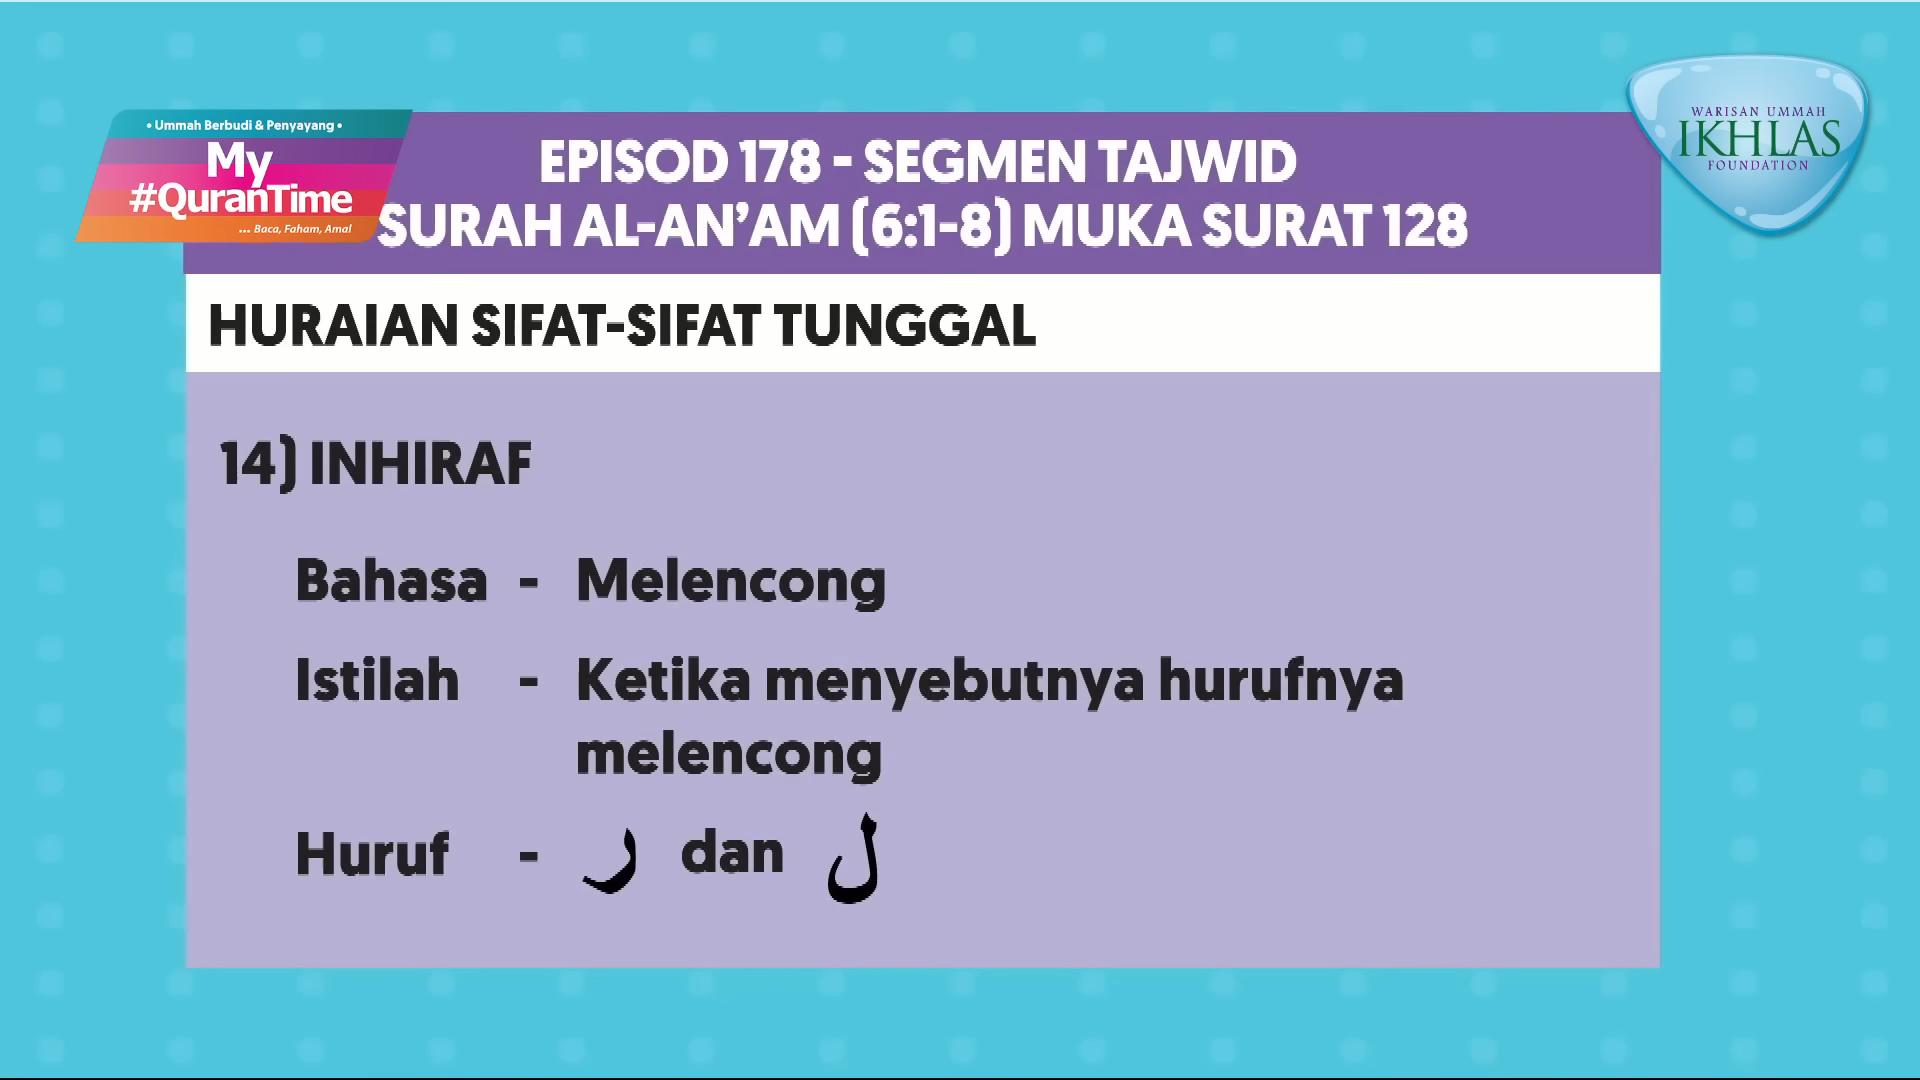 • Ummah Berbudi & Penyayang •
My
#QuranTime
... Baca, Faham, Amal
EPISOD 178 - SEGMEN TAJWID
SURAH AL-AN’AM (6:1-8) MUKA SURAT 128
WARISAN UMMAH
IKHLAS
FOUNDATION
HURAIAN SIFAT-SIFAT TUNGGAL
14) INHIRAF
Bahasa - Melencong
Istilah - Ketika menyebutnya hurufnya
melencong
Huruf - ر dan ل